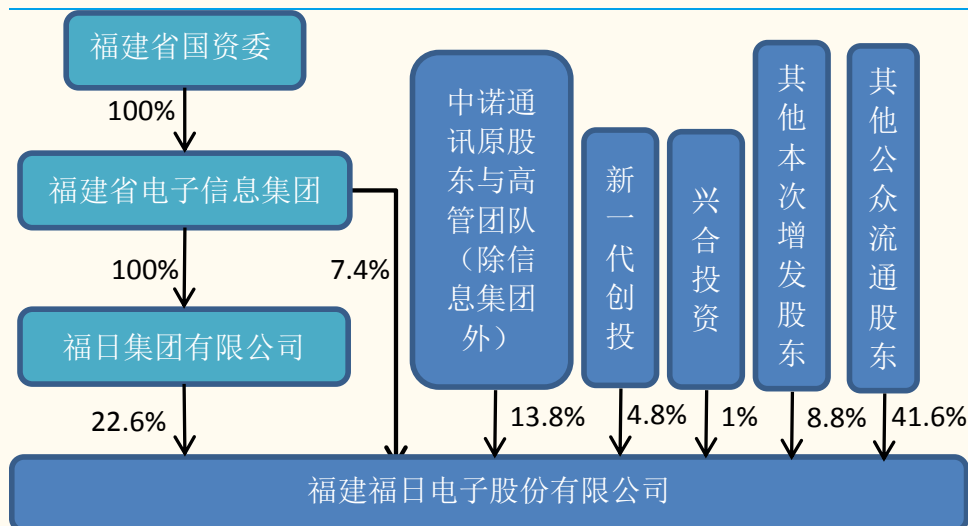 福建省国资委
100%
福建省电子信息集团
100%
7.4%
福日集团有限公司
22.6%
中诺通
讯原股
东与高
管团队
（除信
息集团
外）
13.8%
新一代创投
4.8%
兴合投资
1%
其他本次增发股东
8.8%
其他公众流通股东
41.6%
福建福日电子股份有限公司